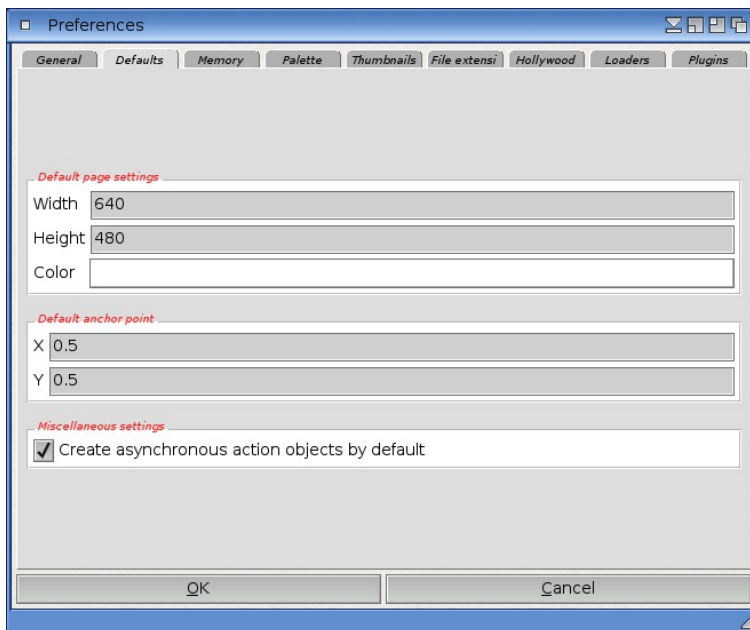 Preferences
General Defaults Memory Palette Thumbnails File extensi Hollywood Loaders Plugins
Default page settings
Width 640
Height 480
Color
Default anchor point
X 0.5
Y 0.5
Miscellaneous settings
Create asynchronous action objects by default
OK Cancel